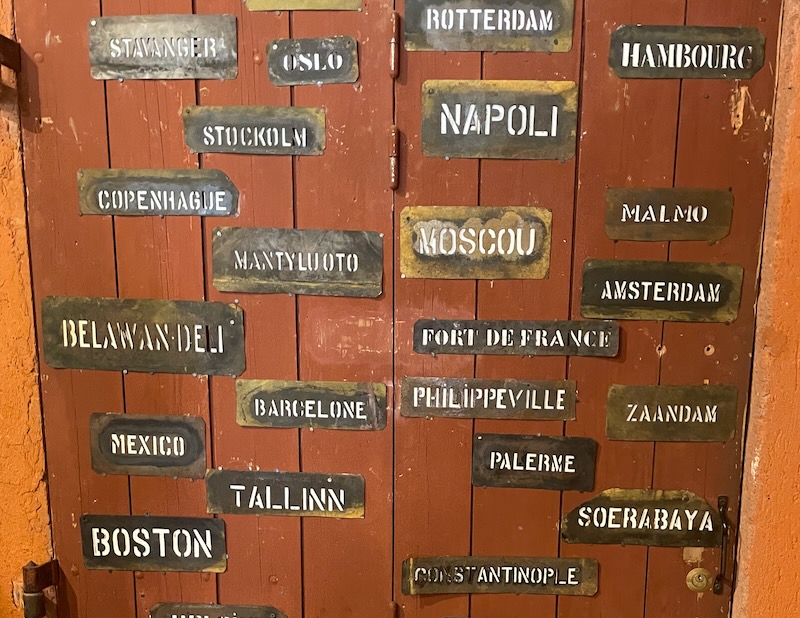 STAVANGER
OSLO
STOCKOLM
COPENHAGUE
MANTYLUOTO
BELAWAN-DELI
BARCELONE
MEXICO
TALLINN
BOSTON
ROTTERDAM
HAMBOURG
NAPOLI
MALMO
MOSCOU
AMSTERDAM
FORT DE FRANCE
PHILIPPEVILLE
ZAANDAM
PALERME
SOERABAYA
CONSTANTINOPLE